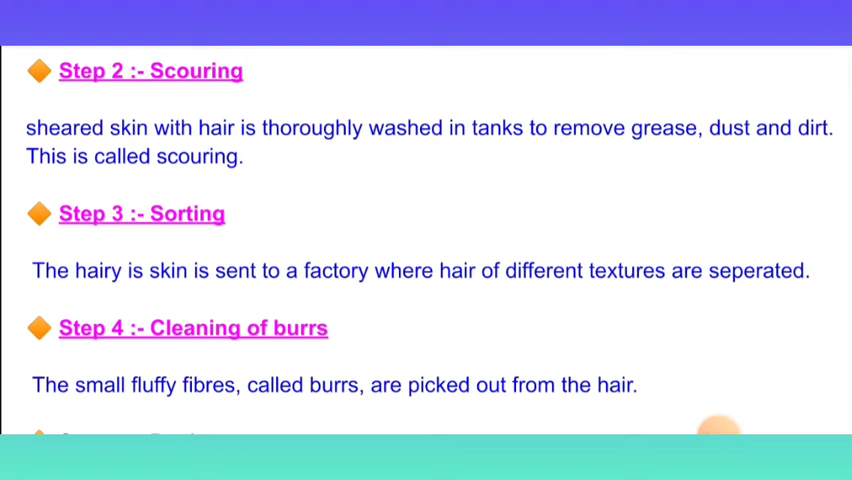 Step 2 :- Scouring
sheared skin with hair is thoroughly washed in tanks to remove grease, dust and dirt.
This is called scouring.
Step 3 :- Sorting
The hairy is skin is sent to a factory where hair of different textures are seperated.
Step 4 :- Cleaning of burrs
The small fluffy fibres, called burrs, are picked out from the hair.